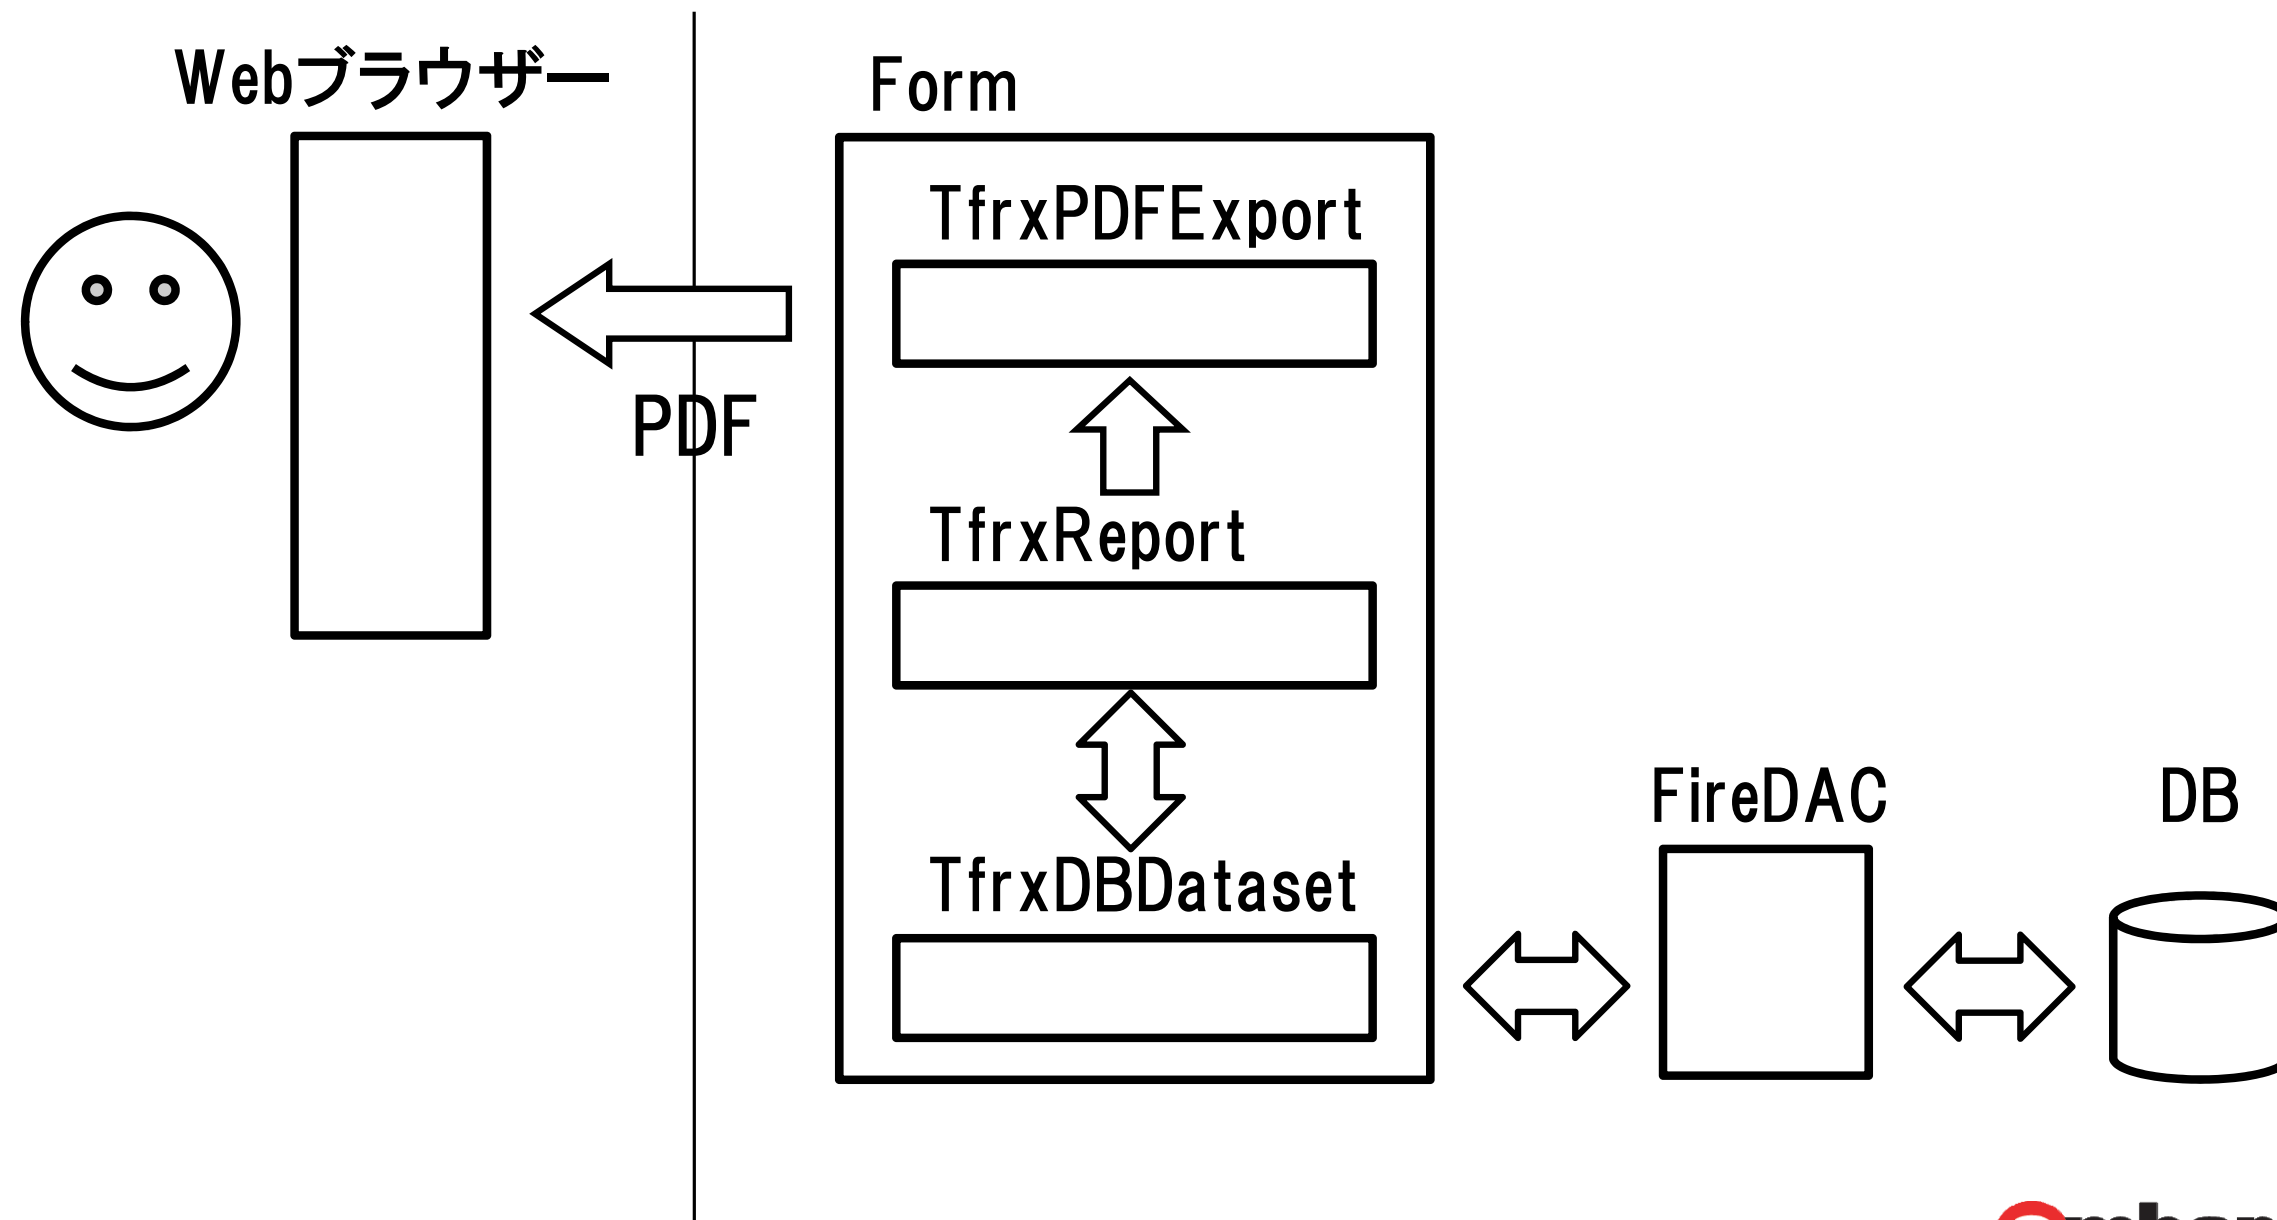 Webブラウザー
Form
TfrxPDFExport
PDF
TfrxReport
FireDAC
DB
TfrxDBDataset